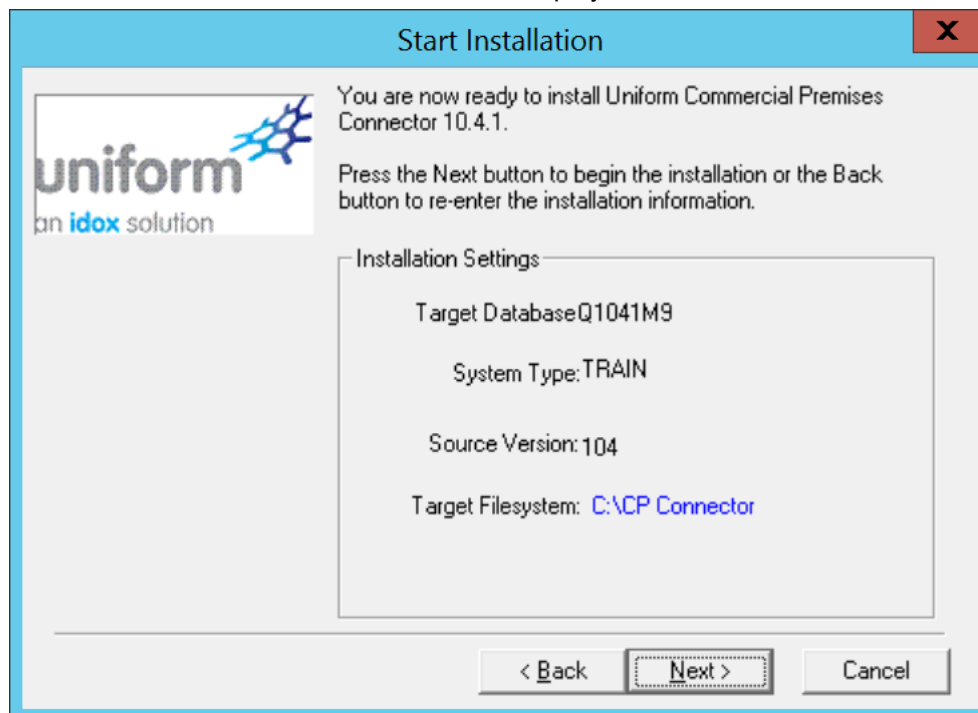 Start Installation
X
uniform
an idox solution
You are now ready to install Uniform Commercial Premises
Connector 10.4.1.
Press the Next button to begin the installation or the Back
button to re-enter the installation information.
Installation Settings
Target DatabaseQ1041M9
System Type:TRAIN
Source Version:104
Target Filesystem: C:\CP Connector
< Back
Next >
Cancel